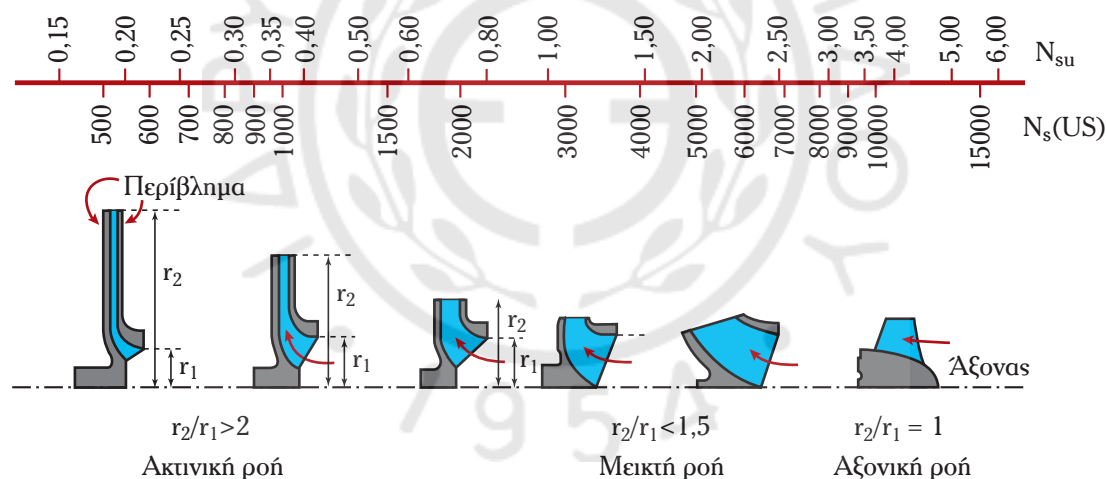 0,15 0,20 0,25 0,30 0,35 0,40 0,50 0,60 0,80 1,00 1,50 2,00 2,50 3,00 3,50 4,00 5,00 6,00 Nsu
500 600 700 800 900 1000 1500 2000 3000 4000 5000 6000 7000 8000 9000 10000 15000 Ns(US)
Περίβλημα
r2 r2 r2
r1 r1 r1
Άξονας
r2/r1>2 r2/r1<1,5 r2/r1 = 1
Ακτινική ροή Μεικτή ροή Αξονική ροή
1954